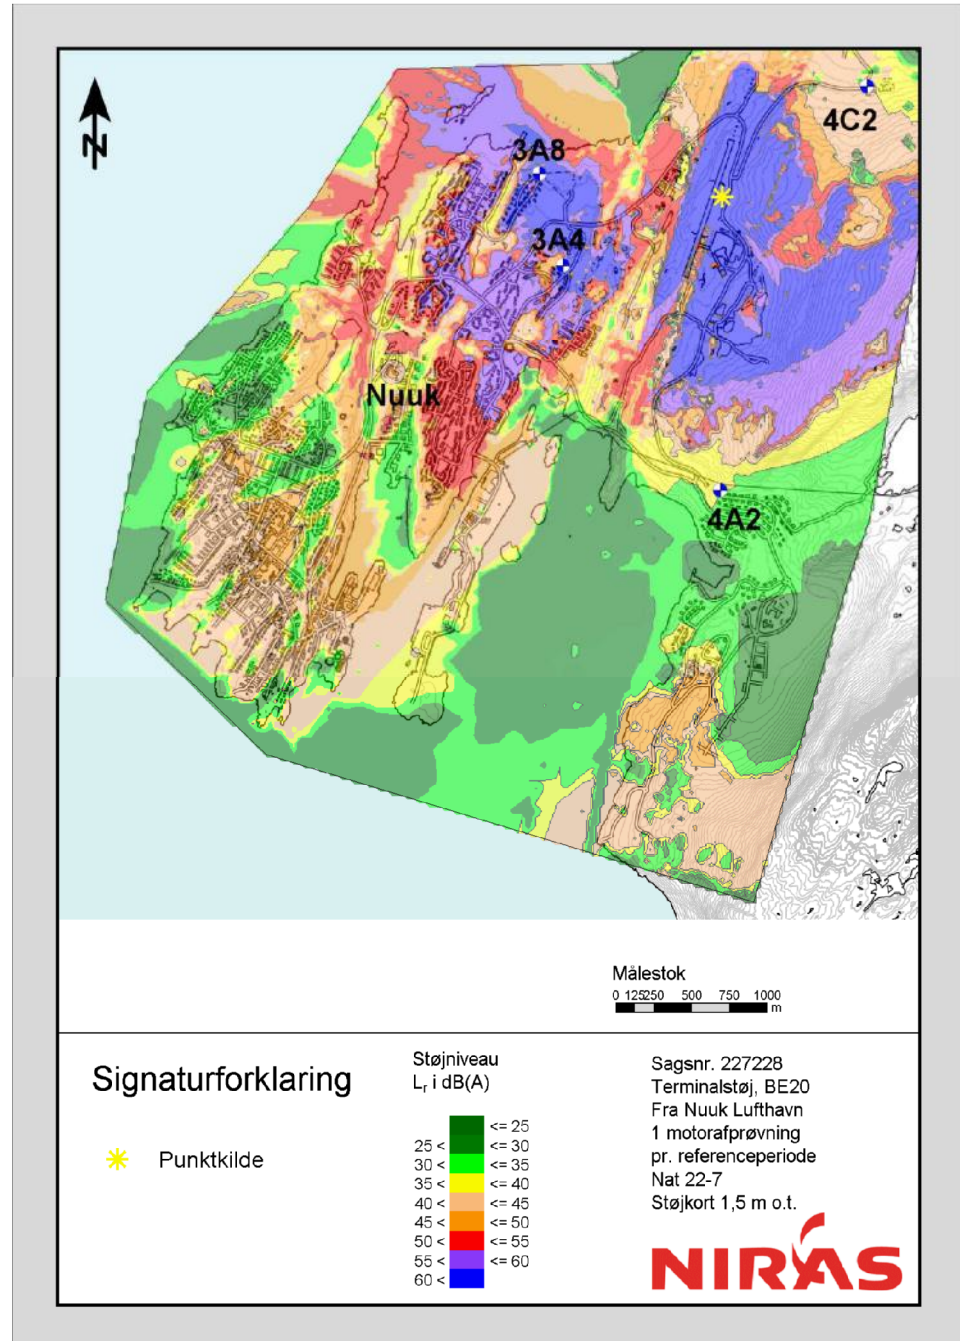 N
4C2
3A8
3A4
Nuuk
4A2
Målestok
0 125250 500 750 1000
m
Signaturforklaring
Punktkilde
Støjniveau
Lr i dB(A)
<= 25
25 < <= 30
30 < <= 35
35 < <= 40
40 < <= 45
45 < <= 50
50 < <= 55
55 < <= 60
60 <
Sagsnr. 227228
Terminalstøj, BE20
Fra Nuuk Lufthavn
1 motorafprøvning
pr. referenceperiode
Nat 22-7
Støjkort 1,5 m o.t.
NIRAS